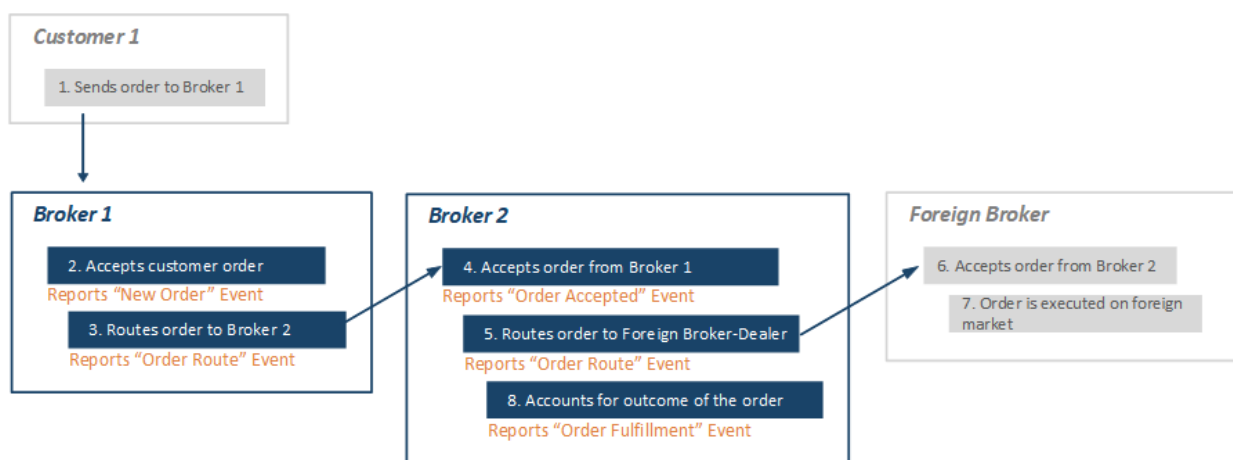 Customer 1
1. Sends order to Broker 1
Broker 1
2. Accepts customer order
Reports “New Order” Event
3. Routes order to Broker 2
Reports “Order Route” Event
Broker 2
4. Accepts order from Broker 1
Reports “Order Accepted” Event
5. Routes order to Foreign Broker-Dealer
Reports “Order Route” Event
8. Accounts for outcome of the order
Reports “Order Fulfillment” Event
Foreign Broker
6. Accepts order from Broker 2
7. Order is executed on foreign
market